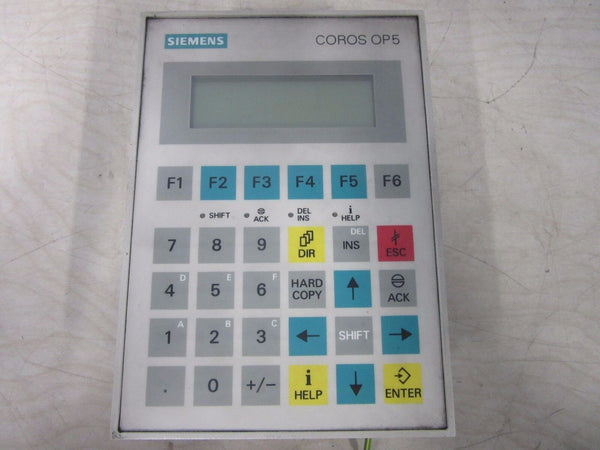 SIEMENS COROS OP5
F1 F2 F3 F4 F5 F6
SHIFT ACK DEL INS i HELP
7 8 9 DIR DEL INS ESC
D 4 E 5 F 6 HARD COPY ACK
A 1 B 2 C 3 SHIFT
. 0 +/- i HELP ENTER